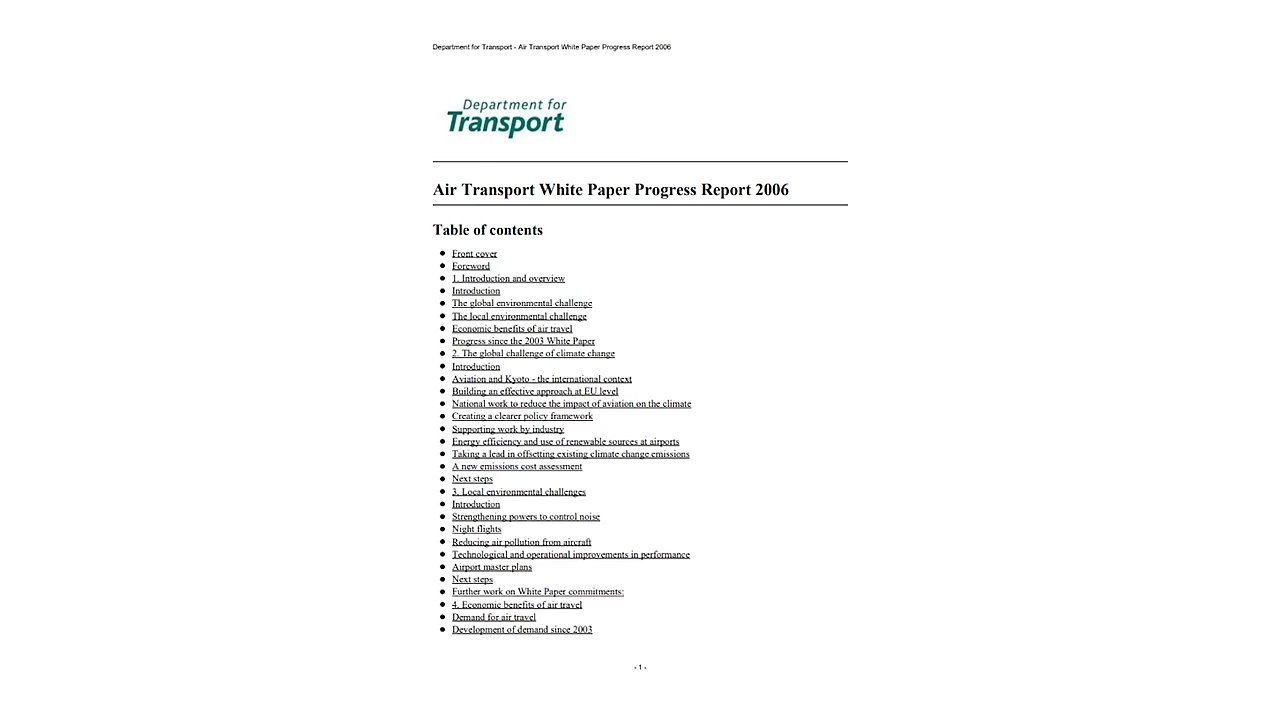 Department for Transport - Air Transport White Paper Progress Report 2006
Department for
Transport
Air Transport White Paper Progress Report 2006
Table of contents
Front cover
Foreword
1. Introduction and overview
Introduction
The global environmental challenge
The local environmental challenge
Economic benefits of air travel
Progress since the 2003 White Paper
2. The global challenge of climate change
Introduction
Aviation and Kyoto - the international context
Building an effective approach at EU level
National work to reduce the impact of aviation on the climate
Creating a clearer policy framework
Supporting work by industry
Energy efficiency and use of renewable sources at airports
Taking a lead in offsetting existing climate change emissions
A new emissions cost assessment
Next steps
3. Local environmental challenges
Introduction
Strengthening powers to control noise
Night flights
Reducing air pollution from aircraft
Technological and operational improvements in performance
Airport master plans
Next steps
Further work on White Paper commitments:
4. Economic benefits of air travel
Demand for air travel
Development of demand since 2003
- 1 -